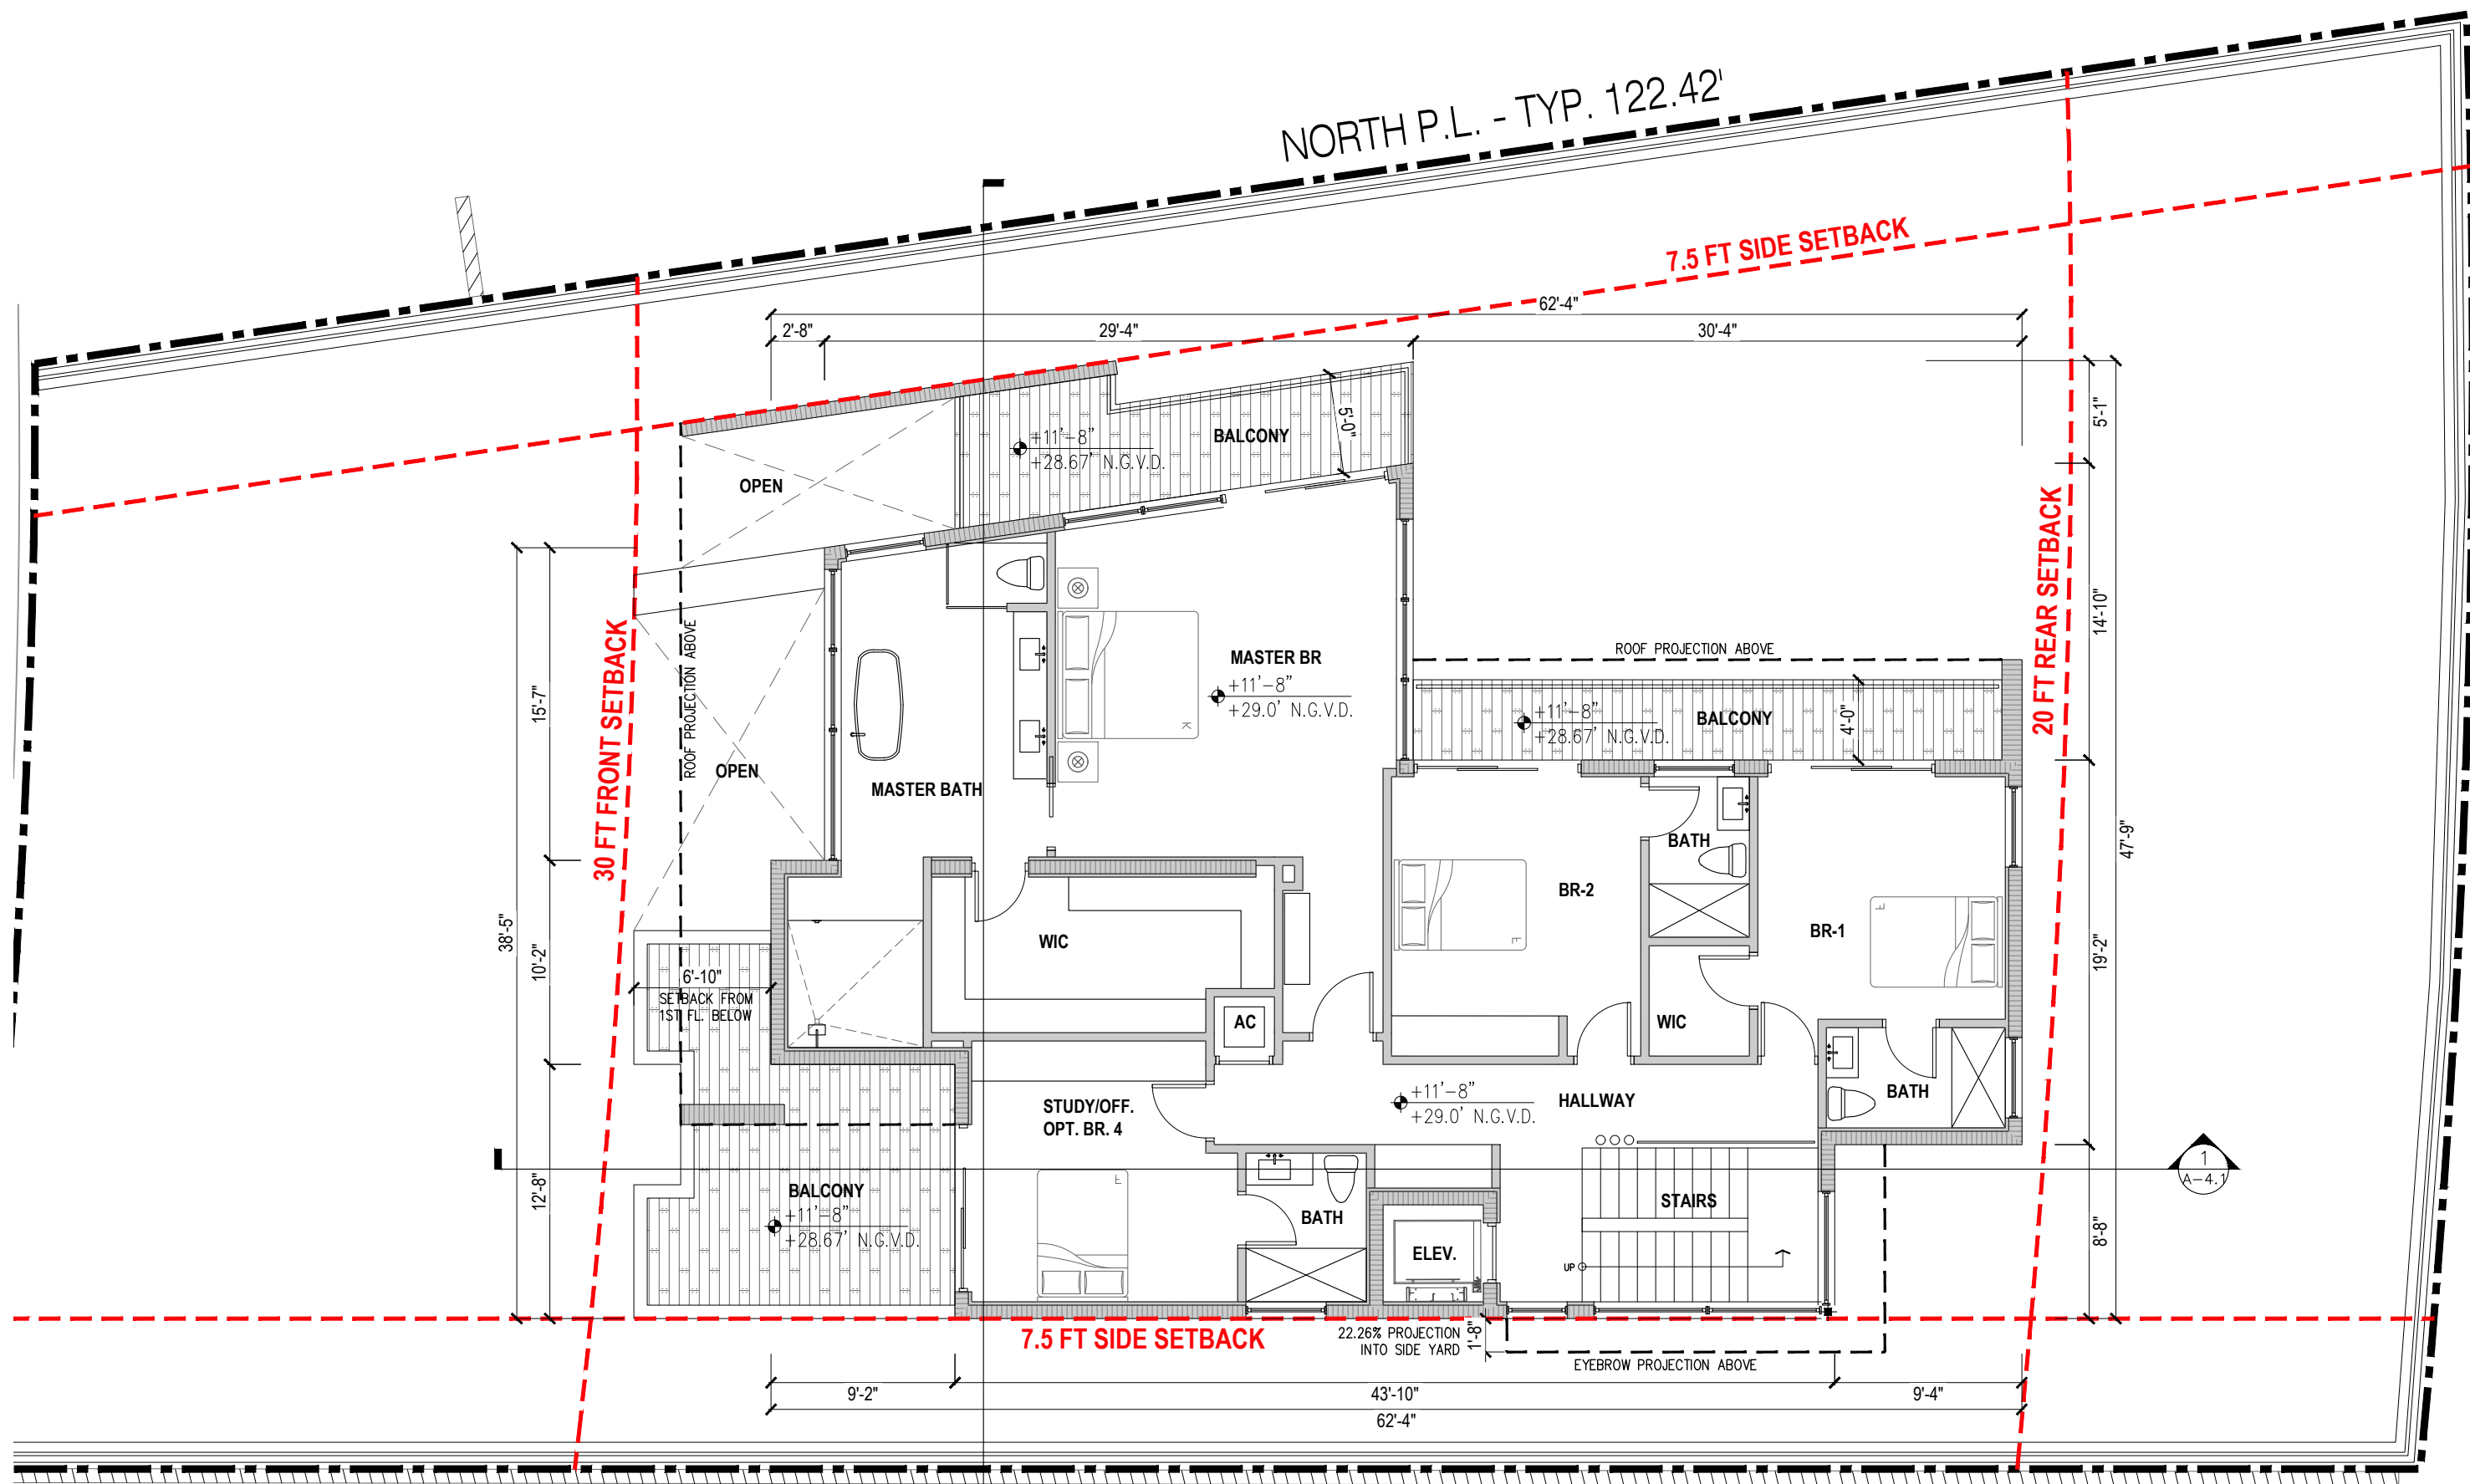 NORTH P.L. - TYP. 122.42'
7.5 FT SIDE SETBACK
62'-4"
2'-8"
29'-4"
30'-4"
5'-1"
5'-0"
BALCONY
+11'-8"
+28.67' N.G.V.D.
OPEN
20 FT REAR SETBACK
14'-10"
30 FT FRONT SETBACK
ROOF PROJECTION ABOVE
ROOF PROJECTION ABOVE
MASTER BR
+11'-8"
+29.0' N.G.V.D.
K
15'-7"
BALCONY
+11'-8"
+28.67' N.G.V.D.
4'-0"
OPEN
MASTER BATH
BATH
47'-9"
BR-2
F
BR-1
F
38'-5"
10'-2"
19'-2"
WIC
6'-10"
SETBACK FROM
1ST FL. BELOW
AC
WIC
BATH
STUDY/OFF.
OPT. BR. 4
+11'-8"
+29.0' N.G.V.D.
HALLWAY
1
A-4.1
12'-8"
BALCONY
+11'-8"
+28.67' N.G.V.D.
F
BATH
STAIRS
ELEV.
UP
8'-8"
7.5 FT SIDE SETBACK
22.26% PROJECTION
INTO SIDE YARD
1'-8"
EYEBROW PROJECTION ABOVE
9'-2"
43'-10"
9'-4"
62'-4"